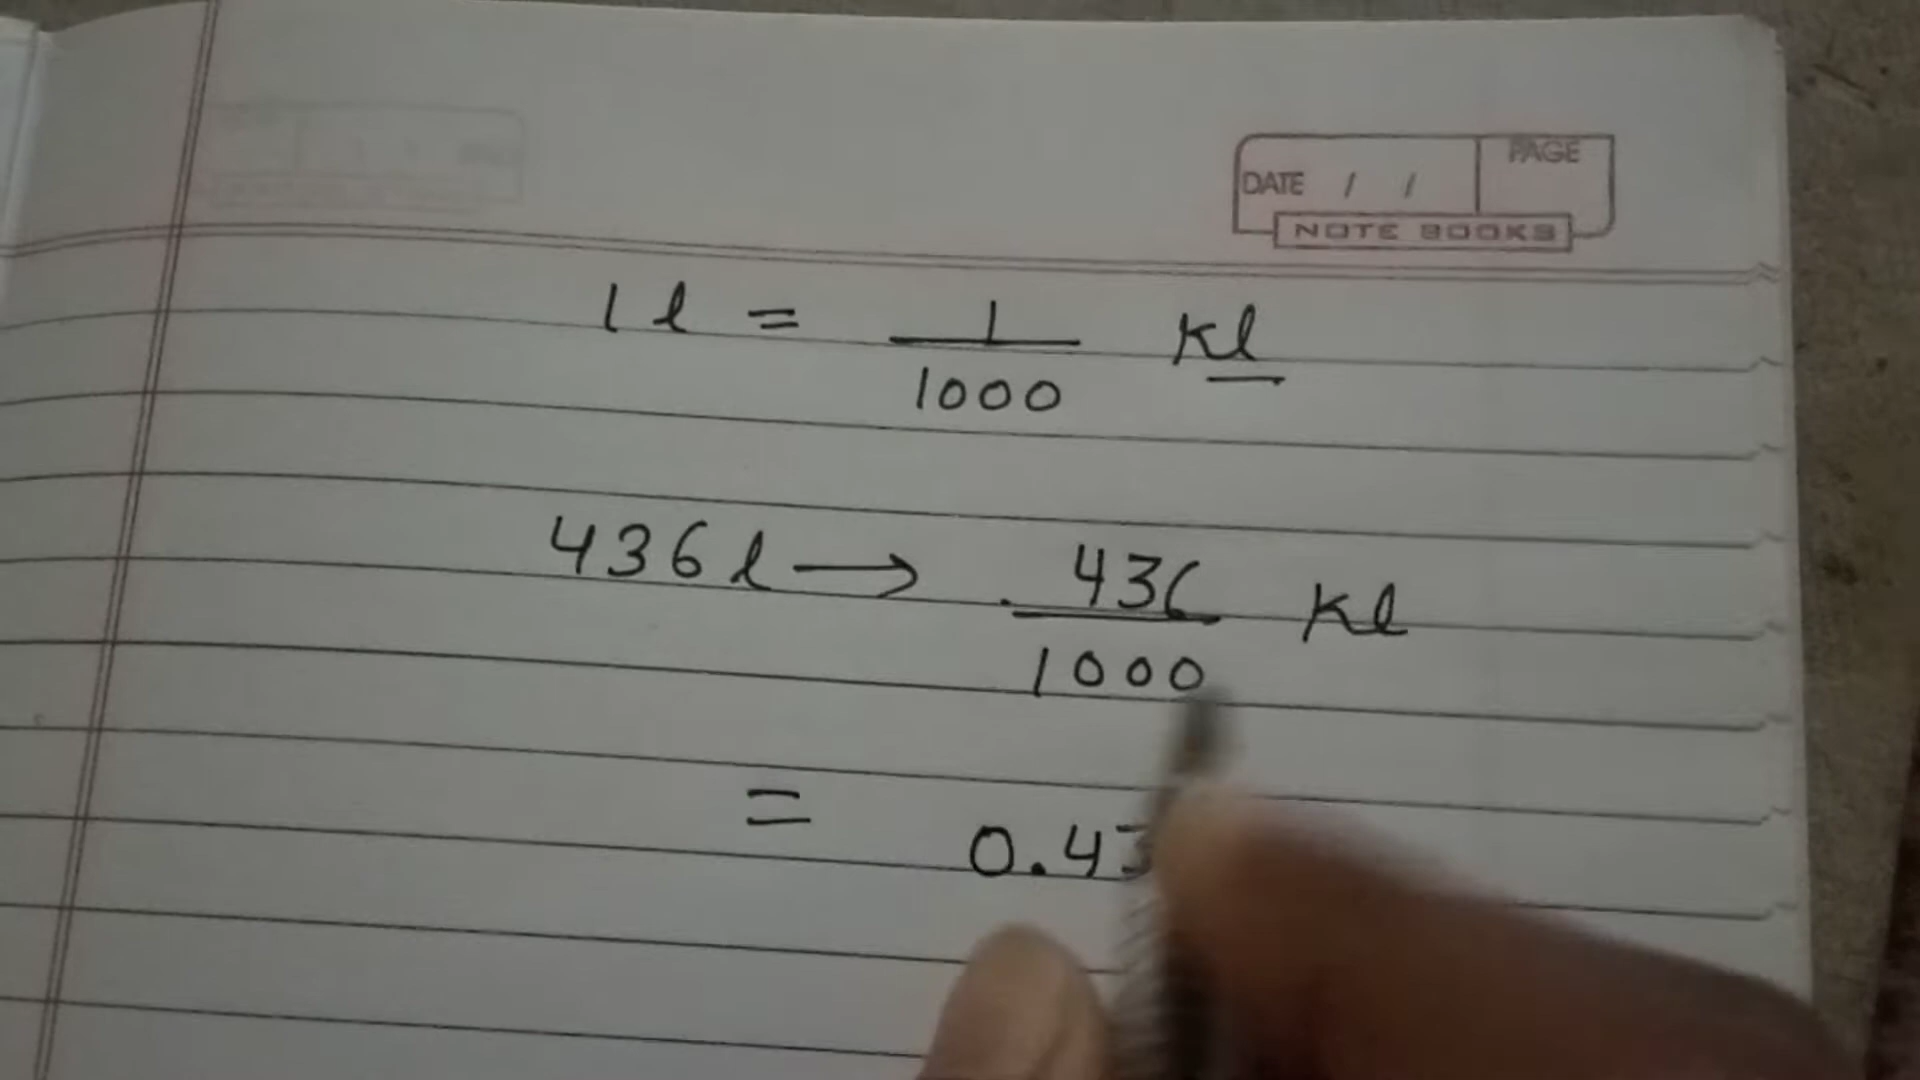 DATE / / PAGE
NOTE BOOKS
1 l = 1/1000 kl
436 l → 436/1000 kl
= 0.43